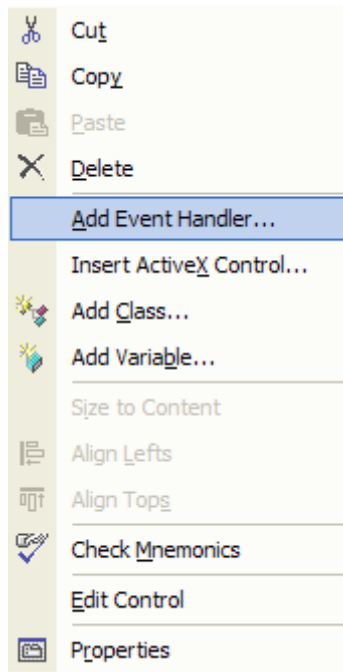 Cut
Copy
Paste
Delete
Add Event Handler...
Insert ActiveX Control...
Add Class...
Add Variable...
Size to Content
Align Lefts
Align Tops
Check Mnemonics
Edit Control
Properties